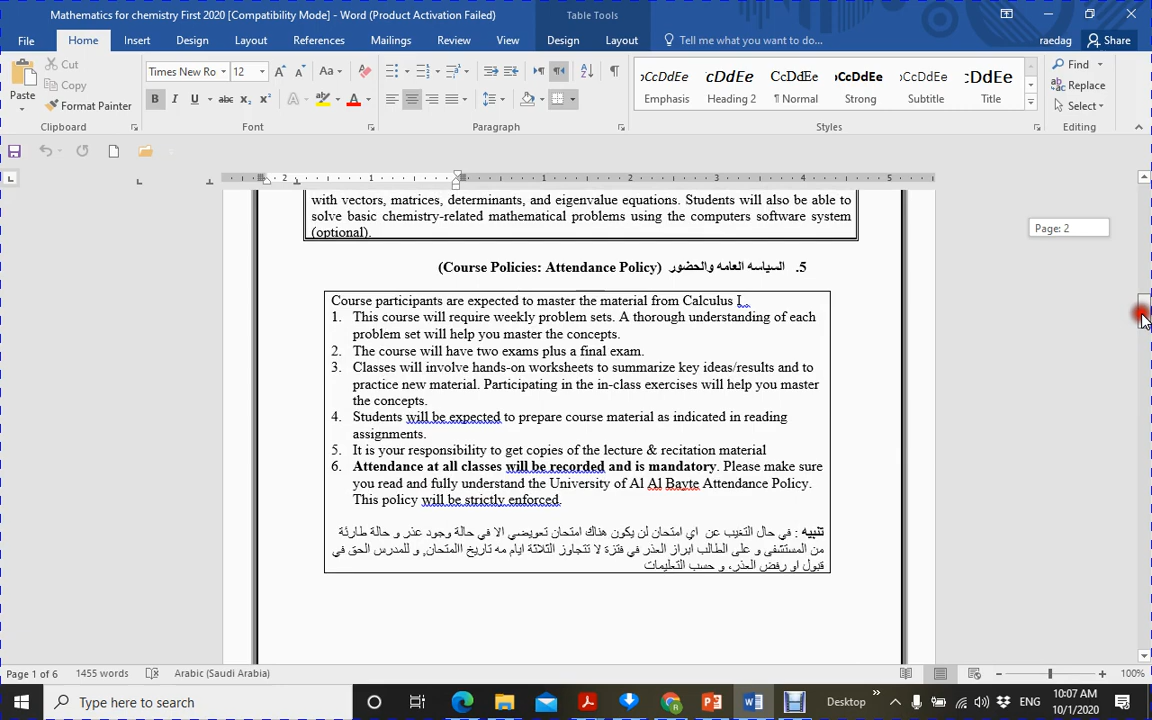 Mathematics for chemistry First 2020 [Compatibility Mode] - Word (Product Activation Failed)
Table Tools
File Home Insert Design Layout References Mailings Review View Design Layout Tell me what you want to do... raedag Share
Paste
Cut
Copy
Format Painter
Clipboard
Times New Ro 12
Font
Paragraph
¢cCcDdEe Emphasis
cDdEe Heading 2
CcDdEe ¶ Normal
¢cCcDdEe Strong
¢cCcDdEe Subtitle
:cDdEe Title
Styles
Find
Replace
Select
Editing
2 1 1 2 3 4 5
with vectors, matrices, determinants, and eigenvalue equations. Students will also be able to
solve basic chemistry-related mathematical problems using the computers software system
(optional).
Page: 2
5. السياسه العامه والحضور (Course Policies: Attendance Policy)
Course participants are expected to master the material from Calculus I .
1. This course will require weekly problem sets. A thorough understanding of each
problem set will help you master the concepts.
2. The course will have two exams plus a final exam.
3. Classes will involve hands-on worksheets to summarize key ideas/results and to
practice new material. Participating in the in-class exercises will help you master
the concepts.
4. Students will be expected to prepare course material as indicated in reading
assignments.
5. It is your responsibility to get copies of the lecture & recitation material
6. Attendance at all classes will be recorded and is mandatory. Please make sure
you read and fully understand the University of Al Al Bayte Attendance Policy.
This policy will be strictly enforced.
تنبيه : في حال التغيب عن اي امتحان لن يكون هناك امتحان تعويضي الا في حالة وجود عذر و حالة طارئة
من المستشفى و على الطالب ابراز العذر في فترة لا تتجاوز الثلاثة ايام مه تاريخ االمتحان, و للمدرس الحق في
قبول او رفض العذر، و حسب التعليمات
Page 1 of 6 1455 words Arabic (Saudi Arabia) 100%
Type here to search
Desktop
ENG
10:07 AM
10/1/2020